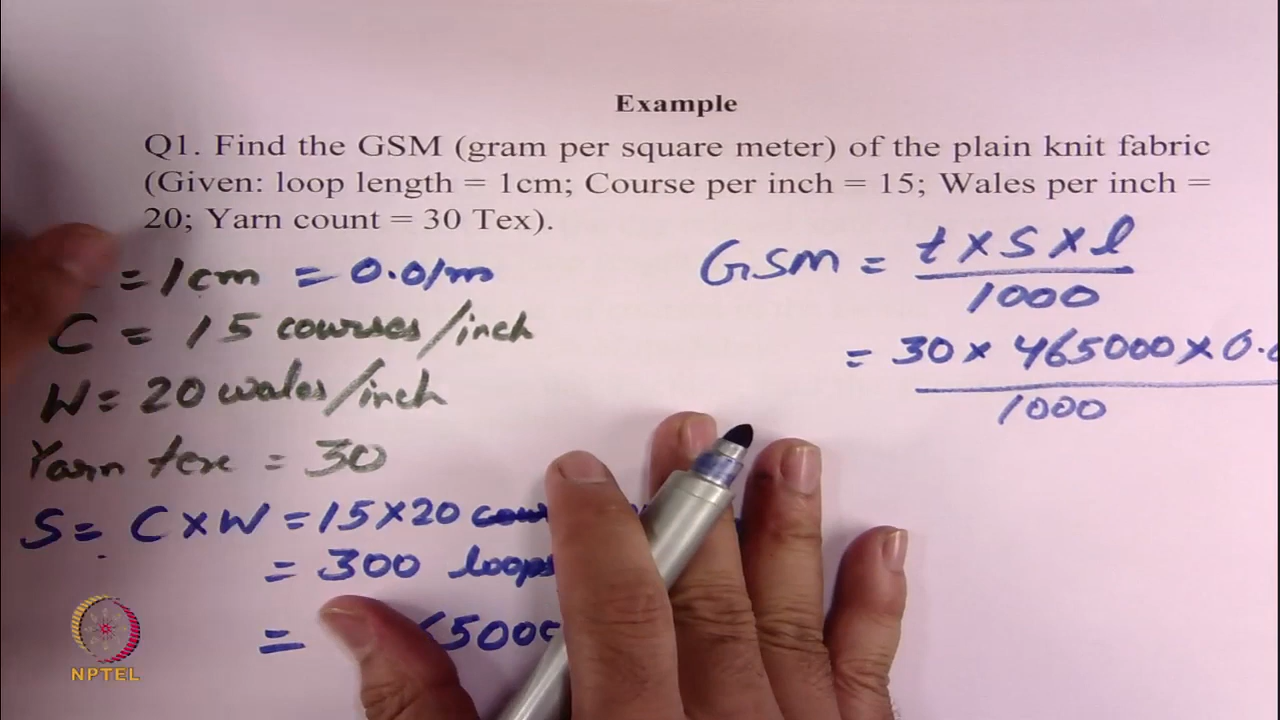 Example
Q1. Find the GSM (gram per square meter) of the plain knit fabric
(Given: loop length = 1cm; Course per inch = 15; Wales per inch =
20; Yarn count = 30 Tex).
= 1cm = 0.01m
C = 15 courses/inch
W = 20 wales/inch
Yarn tex = 30
S = C × W = 15 × 20
= 300 loops
= 65000
GSM = t × S × l
1000
= 30 × 465000 × 0.0
1000
NPTEL